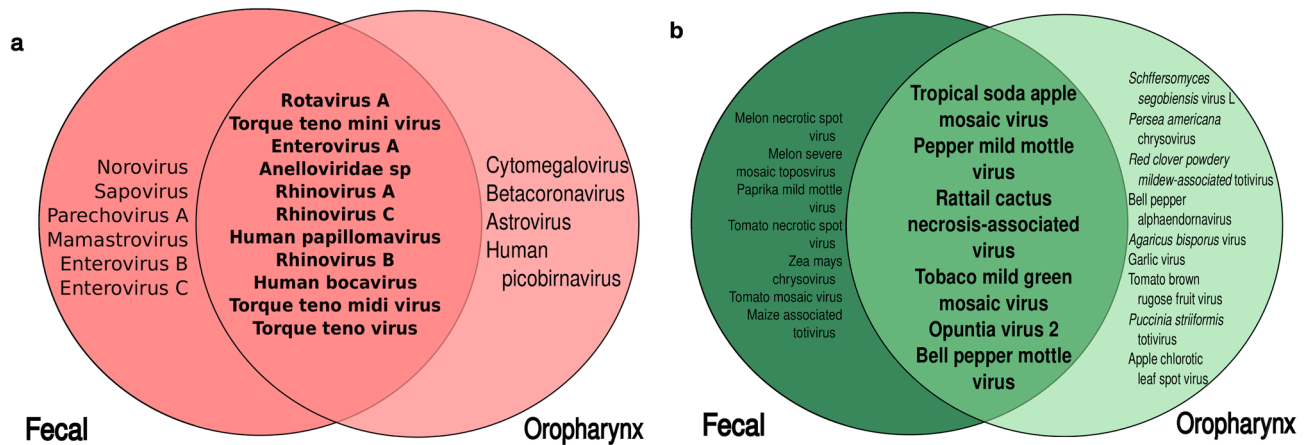 a
Norovirus
Sapovirus
Parechovirus A
Mamastrovirus
Enterovirus B
Enterovirus C
Rotavirus A
Torque teno mini virus
Enterovirus A
Anelloviridae sp
Rhinovirus A
Rhinovirus C
Human papillomavirus
Rhinovirus B
Human bocavirus
Torque teno midi virus
Torque teno virus
Cytomegalovirus
Betacoronavirus
Astrovirus
Human
picobirnavirus
Fecal
Oropharynx
b
Melon necrotic spot
virus
Melon severe
mosaic toposvirus
Paprika mild mottle
virus
Tomato necrotic spot
virus
Zea mays
chrysovirus
Tomato mosaic virus
Maize associated
totivirus
Tropical soda apple
mosaic virus
Pepper mild mottle
virus
Rattail cactus
necrosis-associated
virus
Tobaco mild green
mosaic virus
Opuntia virus 2
Bell pepper mottle
virus
Schffersomyces
segobiensis virus L
Persea americana
chrysovirus
Red clover powdery
mildew-associated totivirus
Bell pepper
alphaendornavirus
Agaricus bisporus virus
Garlic virus
Tomato brown
rugose fruit virus
Puccinia striiformis
totivirus
Apple chlorotic
leaf spot virus
Fecal
Oropharynx